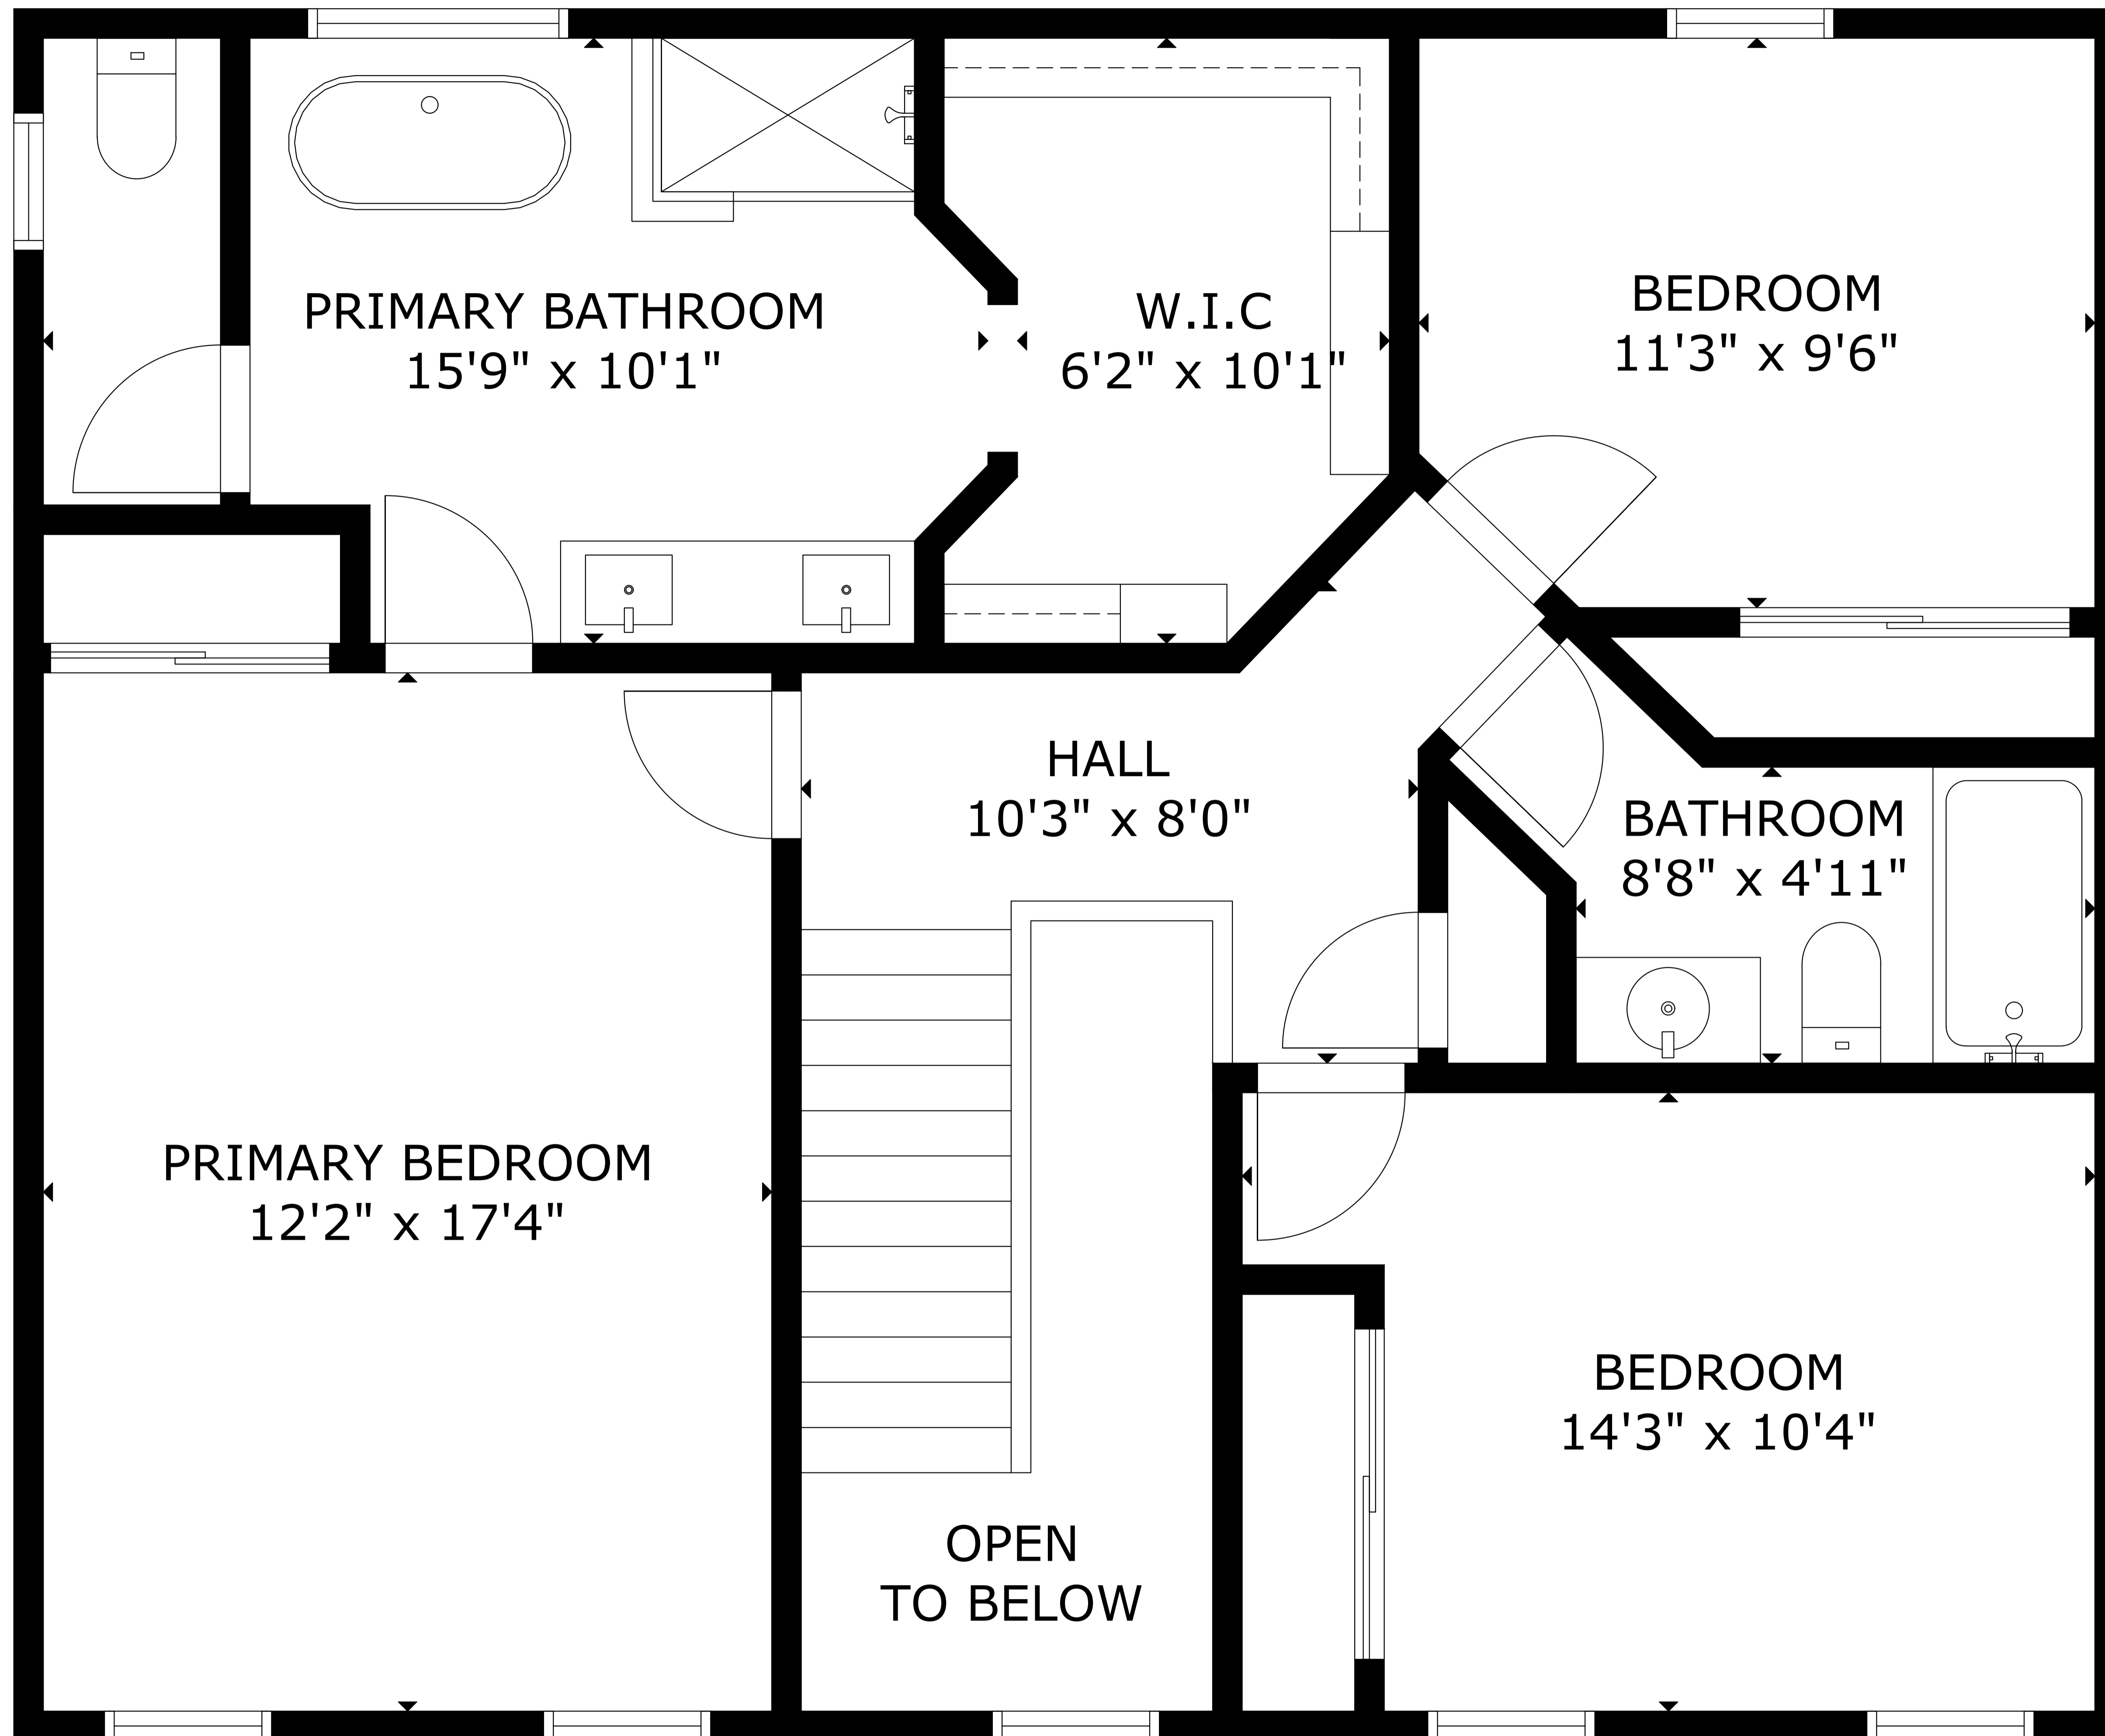 PRIMARY BATHROOM
15'9" x 10'1"
W.I.C
6'2" x 10'1"
BEDROOM
11'3" x 9'6"
HALL
10'3" x 8'0"
BATHROOM
8'8" x 4'11"
PRIMARY BEDROOM
12'2" x 17'4"
BEDROOM
14'3" x 10'4"
OPEN
TO BELOW